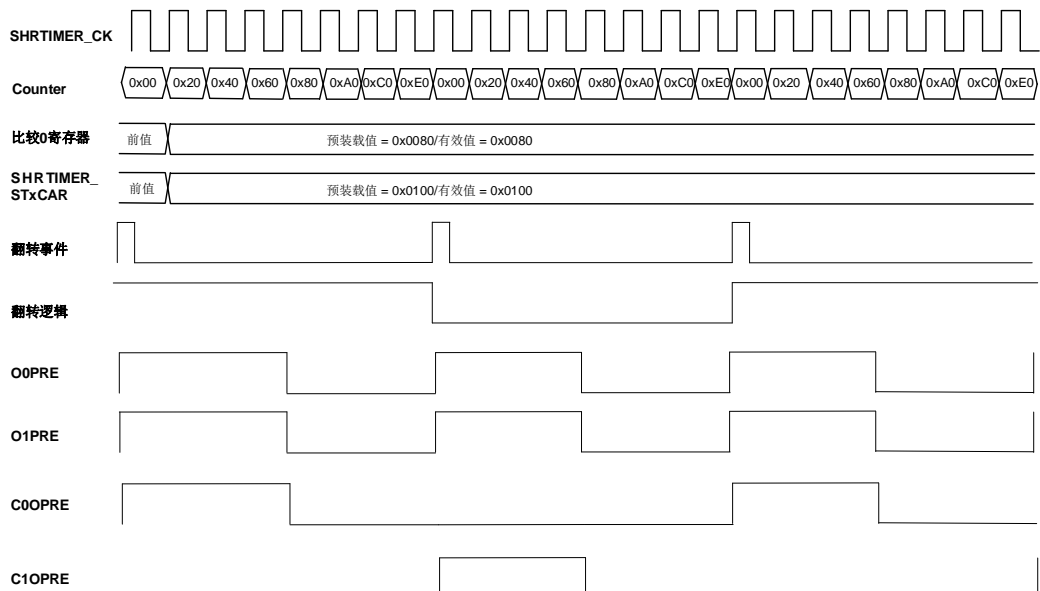 SHRTIMER_CK
Counter 0x00 0x20 0x40 0x60 0x80 0xA0 0xC0 0xE0 0x00 0x20 0x40 0x60 0x80 0xA0 0xC0 0xE0 0x00 0x20 0x40 0x60 0x80 0xA0 0xC0 0xE0
比较0寄存器 前值 预装载值 = 0x0080/有效值 = 0x0080
SHRTIMER_
STxCAR 前值 预装载值 = 0x0100/有效值 = 0x0100
翻转事件
翻转逻辑
O0PRE
O1PRE
C0OPRE
C1OPRE